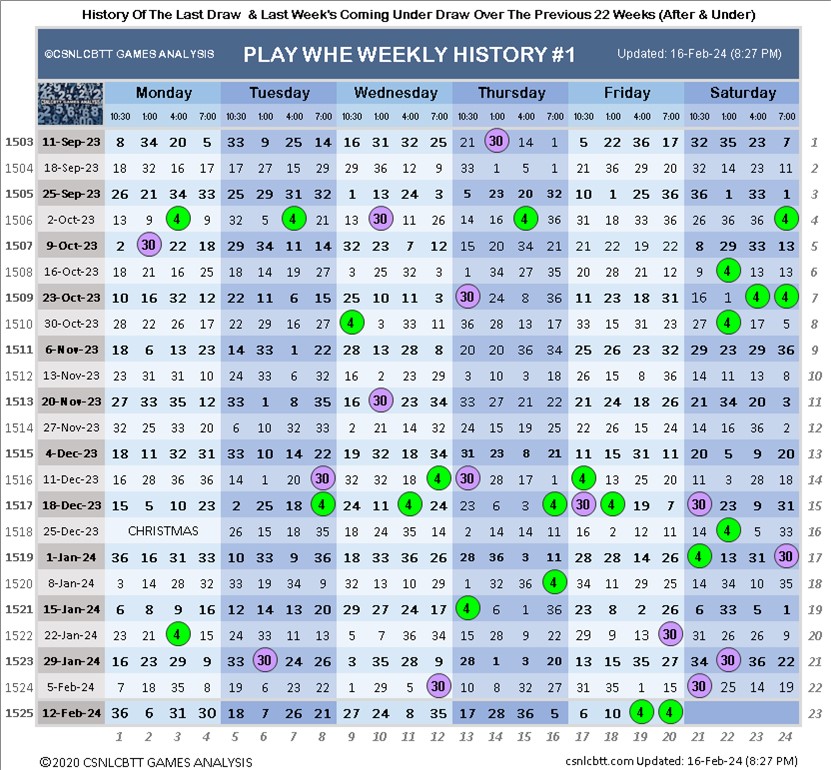 History Of The Last Draw & Last Week's Coming Under Draw Over The Previous 22 Weeks (After & Under)
©CSNLCBTT GAMES ANALYSIS PLAY WHE WEEKLY HISTORY #1 Updated: 16-Feb-24 (8:27 PM)
Monday Tuesday Wednesday Thursday Friday Saturday
10:30 1:00 4:00 7:00 10:30 1:00 4:00 7:00 10:30 1:00 4:00 7:00 10:30 1:00 4:00 7:00 10:30 1:00 4:00 7:00 10:30 1:00 4:00 7:00
1503 11-Sep-23 8 34 20 5 33 9 25 14 16 31 32 25 21 30 14 1 5 22 36 17 32 35 23 7 1
1504 18-Sep-23 18 32 16 17 17 27 15 29 29 36 12 9 33 1 5 1 21 36 29 20 32 14 23 11 2
1505 25-Sep-23 26 21 34 33 25 29 31 32 1 13 24 3 5 23 20 32 10 1 25 36 36 1 33 1 3
1506 2-Oct-23 13 9 4 9 32 5 4 21 13 30 11 26 14 16 4 36 31 18 33 36 26 5 36 4 4
1507 9-Oct-23 2 30 22 18 29 34 11 14 32 23 7 12 15 20 34 21 21 22 19 22 8 29 33 13 5
1508 16-Oct-23 18 21 16 25 18 14 19 27 3 25 32 3 1 34 27 35 20 28 21 12 9 4 13 13 6
1509 23-Oct-23 10 16 32 12 22 11 6 15 25 10 11 3 30 24 8 36 11 23 18 31 16 1 4 4 7
1510 30-Oct-23 28 22 26 17 22 29 16 27 4 3 33 11 36 28 13 17 33 15 31 23 27 4 17 5 8
1511 6-Nov-23 18 6 13 23 14 33 1 22 28 13 28 8 20 20 36 34 25 26 23 32 29 23 29 36 9
1512 13-Nov-23 23 31 31 10 24 33 6 32 16 2 23 29 3 10 3 18 26 15 8 36 14 11 13 8 10
1513 20-Nov-23 27 33 35 12 33 1 8 35 16 30 23 34 33 27 21 22 21 24 18 26 21 34 20 3 11
1514 27-Nov-23 32 25 33 20 6 10 32 33 2 21 14 32 24 15 19 25 22 26 15 24 14 16 36 2 12
1515 4-Dec-23 18 11 32 31 33 10 14 22 19 32 18 34 31 23 8 21 11 15 31 11 20 5 9 20 13
1516 11-Dec-23 16 28 36 36 14 1 20 30 32 32 18 4 30 28 17 1 4 13 25 35 11 5 28 18 14
1517 18-Dec-23 15 5 10 23 2 25 18 4 24 11 4 24 23 6 3 4 30 4 19 7 30 23 9 31 15
1518 25-Dec-23 CHRISTMAS 26 15 19 35 18 24 35 14 2 14 14 11 16 2 12 11 14 4 5 33 16
1519 1-Jan-24 36 16 31 33 10 33 9 36 18 33 36 26 28 36 3 11 28 28 14 26 4 13 31 30 17
1520 8-Jan-24 3 14 28 32 33 19 34 9 32 13 10 29 1 32 36 4 34 11 29 25 14 34 10 35 18
1521 15-Jan-24 6 8 9 16 12 14 13 20 29 27 24 17 4 6 1 36 23 8 2 26 6 33 5 1 19
1522 22-Jan-24 23 21 4 15 24 33 11 13 5 7 36 34 15 28 9 22 29 9 13 30 31 26 26 9 20
1523 29-Jan-24 16 23 29 9 33 30 24 26 3 35 28 9 28 1 3 20 13 15 35 27 34 30 36 22 21
1524 5-Feb-24 7 18 35 8 19 6 23 22 1 29 5 30 10 8 32 27 31 35 1 15 30 25 14 19 22
1525 12-Feb-24 36 6 31 30 18 7 26 21 27 24 8 35 17 28 36 5 6 10 4 4 23
1 2 3 4 5 6 7 8 9 10 11 12 13 14 15 16 17 18 19 20 21 22 23 24
©2020 CSNLCBTT GAMES ANALYSIS csnlcbtt.com Updated: 16-Feb-24 (8:27 PM)